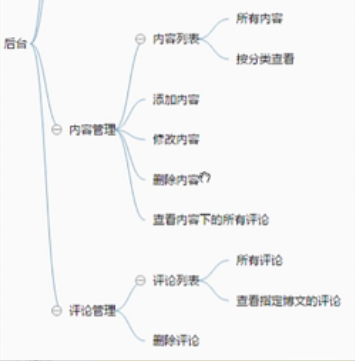 后台
内容管理
内容列表
所有内容
按分类查看
添加内容
修改内容
删除内容
查看内容下的所有评论
评论管理
评论列表
所有评论
查看指定博文的评论
删除评论